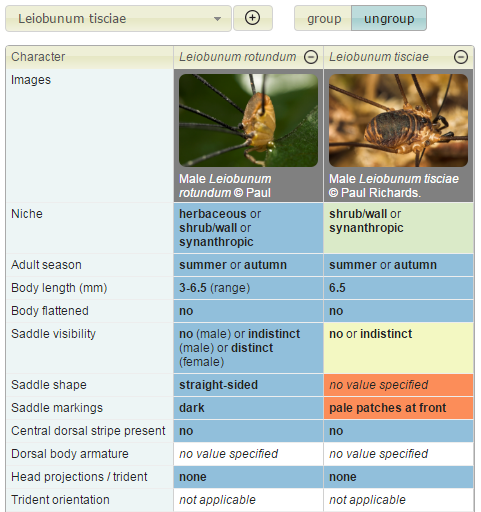 Leiobunum tisciae
group ungroup
Character Leiobunum rotundum Leiobunum tisciae
Images
Male Leiobunum Male Leiobunum tisciae
rotundum © Paul © Paul Richards.
Niche herbaceous or shrub/wall or
shrub/wall or synanthropic
synanthropic
Adult season summer or autumn summer or autumn
Body length (mm) 3-6.5 (range) 6.5
Body flattened no no
Saddle visibility no (male) or indistinct no or indistinct
(male) or distinct
(female)
Saddle shape straight-sided no value specified
Saddle markings dark pale patches at front
Central dorsal stripe present no no
Dorsal body armature no value specified no value specified
Head projections / trident none none
Trident orientation not applicable not applicable